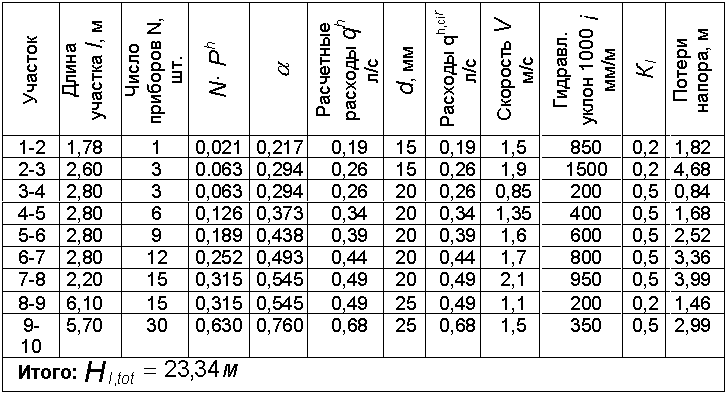 Участок | Длина участка l, м | Число приборов N, шт. | N· Pʰ | α | Расчетные расходы qʰ л/с | d, мм | Расходы qʰ,ᶜⁱʳ л/с | Скорость V м/с | Гидравл. уклон 1000 i мм/м | Kₗ | Потери напора, м
1-2 | 1,78 | 1 | 0,021 | 0,217 | 0,19 | 15 | 0,19 | 1,5 | 850 | 0,2 | 1,82
2-3 | 2,60 | 3 | 0.063 | 0,294 | 0,26 | 15 | 0,26 | 1,9 | 1500 | 0,2 | 4,68
3-4 | 2,80 | 3 | 0.063 | 0,294 | 0,26 | 20 | 0,26 | 0,85 | 200 | 0,5 | 0,84
4-5 | 2,80 | 6 | 0,126 | 0,373 | 0,34 | 20 | 0,34 | 1,35 | 400 | 0,5 | 1,68
5-6 | 2,80 | 9 | 0,189 | 0,438 | 0,39 | 20 | 0,39 | 1,6 | 600 | 0,5 | 2,52
6-7 | 2,80 | 12 | 0,252 | 0,493 | 0,44 | 20 | 0,44 | 1,7 | 800 | 0,5 | 3,36
7-8 | 2,20 | 15 | 0,315 | 0,545 | 0,49 | 20 | 0,49 | 2,1 | 950 | 0,5 | 3,99
8-9 | 6,10 | 15 | 0,315 | 0,545 | 0,49 | 25 | 0,49 | 1,1 | 200 | 0,2 | 1,46
9-10 | 5,70 | 30 | 0,630 | 0,760 | 0,68 | 25 | 0,68 | 1,5 | 350 | 0,5 | 2,99
Итого: H l,tot = 23,34 м